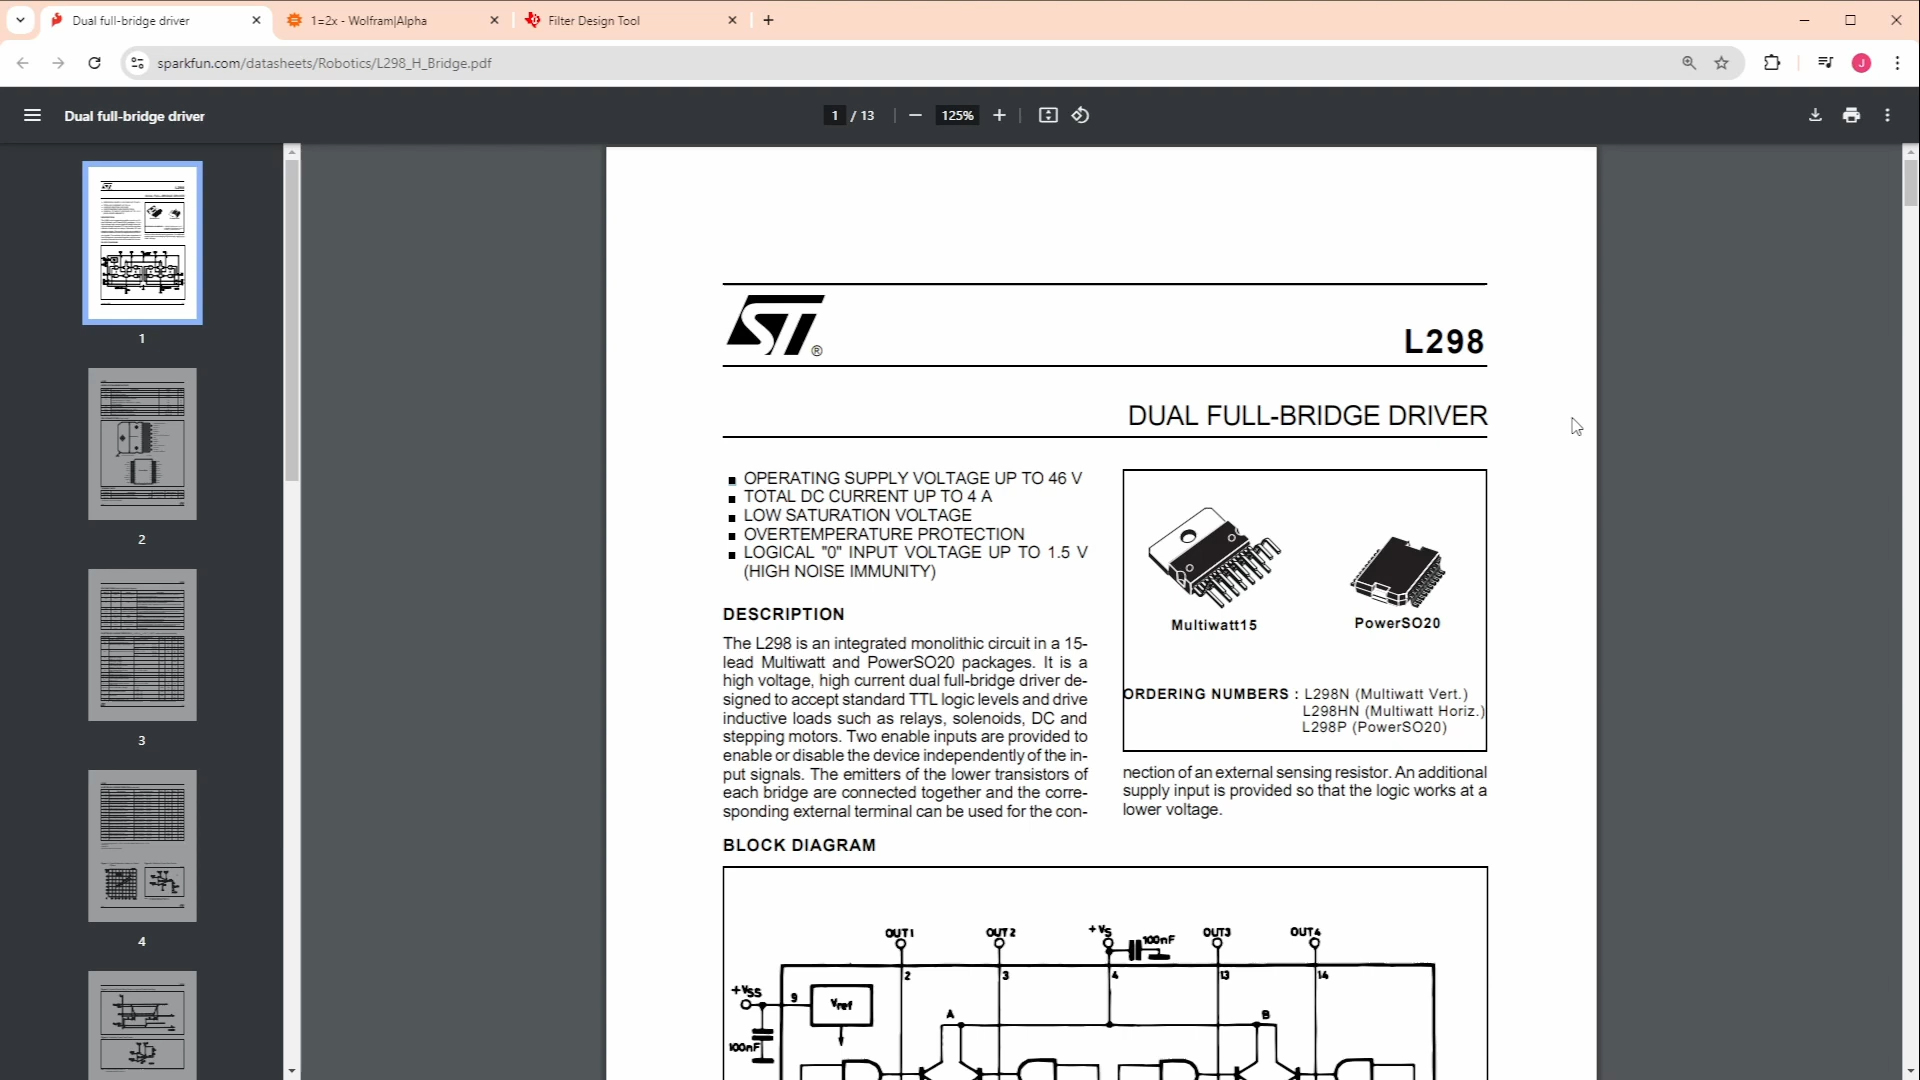 Dual full-bridge driver
1=2x - Wolfram|Alpha
Filter Design Tool
sparkfun.com/datasheets/Robotics/L298_H_Bridge.pdf
J
Dual full-bridge driver
1 / 13
125%
1
2
3
4
ST®
L298
DUAL FULL-BRIDGE DRIVER
OPERATING SUPPLY VOLTAGE UP TO 46 V
TOTAL DC CURRENT UP TO 4 A
LOW SATURATION VOLTAGE
OVERTEMPERATURE PROTECTION
LOGICAL "0" INPUT VOLTAGE UP TO 1.5 V
(HIGH NOISE IMMUNITY)
DESCRIPTION
The L298 is an integrated monolithic circuit in a 15-
lead Multiwatt and PowerSO20 packages. It is a
high voltage, high current dual full-bridge driver de-
signed to accept standard TTL logic levels and drive
inductive loads such as relays, solenoids, DC and
stepping motors. Two enable inputs are provided to
enable or disable the device independently of the in-
put signals. The emitters of the lower transistors of
each bridge are connected together and the corre-
sponding external terminal can be used for the con-
Multiwatt15
PowerSO20
ORDERING NUMBERS : L298N (Multiwatt Vert.)
L298HN (Multiwatt Horiz.)
L298P (PowerSO20)
nection of an external sensing resistor. An additional
supply input is provided so that the logic works at a
lower voltage.
BLOCK DIAGRAM
OUT1
OUT2
+Vs
100nF
OUT3
OUT4
2
3
4
13
14
+VSS
9
Vref
A
B
100nF